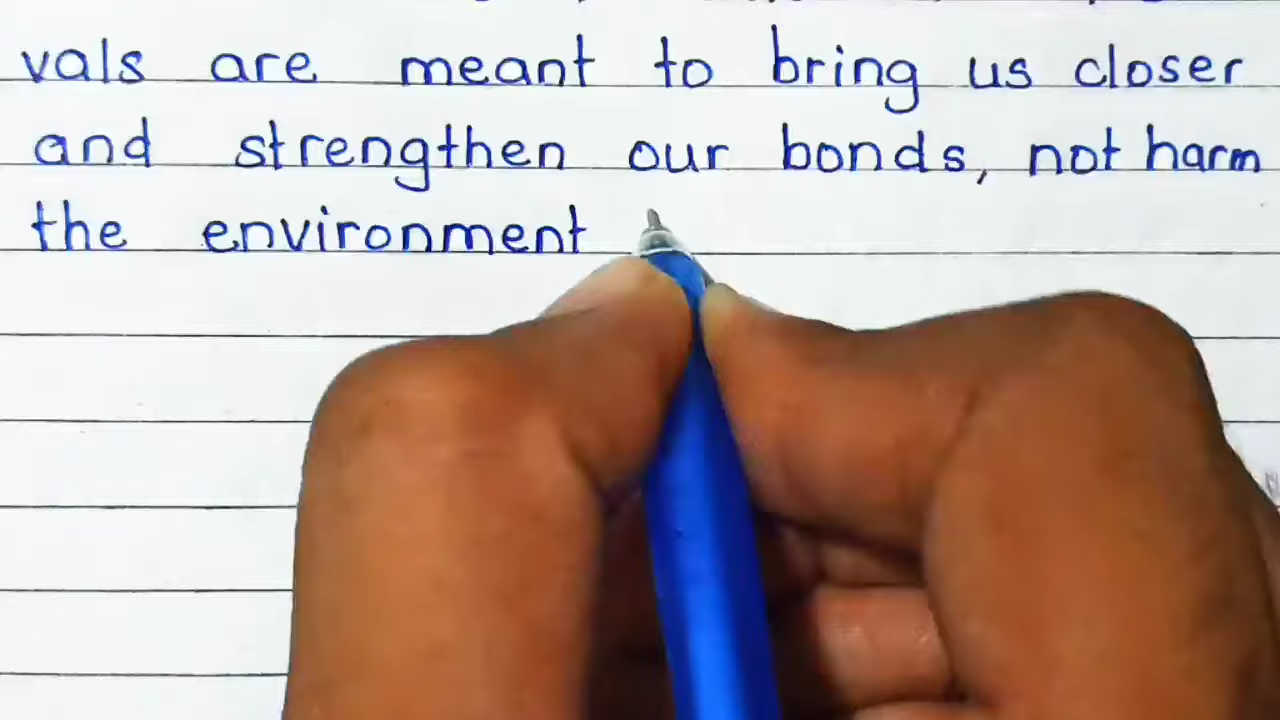 vals are meant to bring us closer
and strengthen our bonds, not harm
the environment